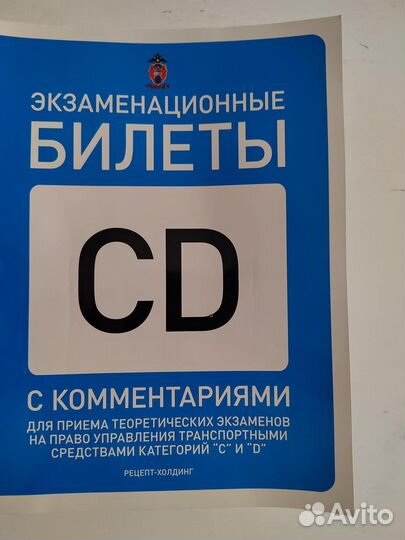 ЭКЗАМЕНАЦИОННЫЕ
БИЛЕТЫ
CD
С КОММЕНТАРИЯМИ
ДЛЯ ПРИЕМА ТЕОРЕТИЧЕСКИХ ЭКЗАМЕНОВ
НА ПРАВО УПРАВЛЕНИЯ ТРАНСПОРТНЫМИ
СРЕДСТВАМИ КАТЕГОРИЙ "C" И "D"
РЕЦЕПТ-ХОЛДИНГ
Avito